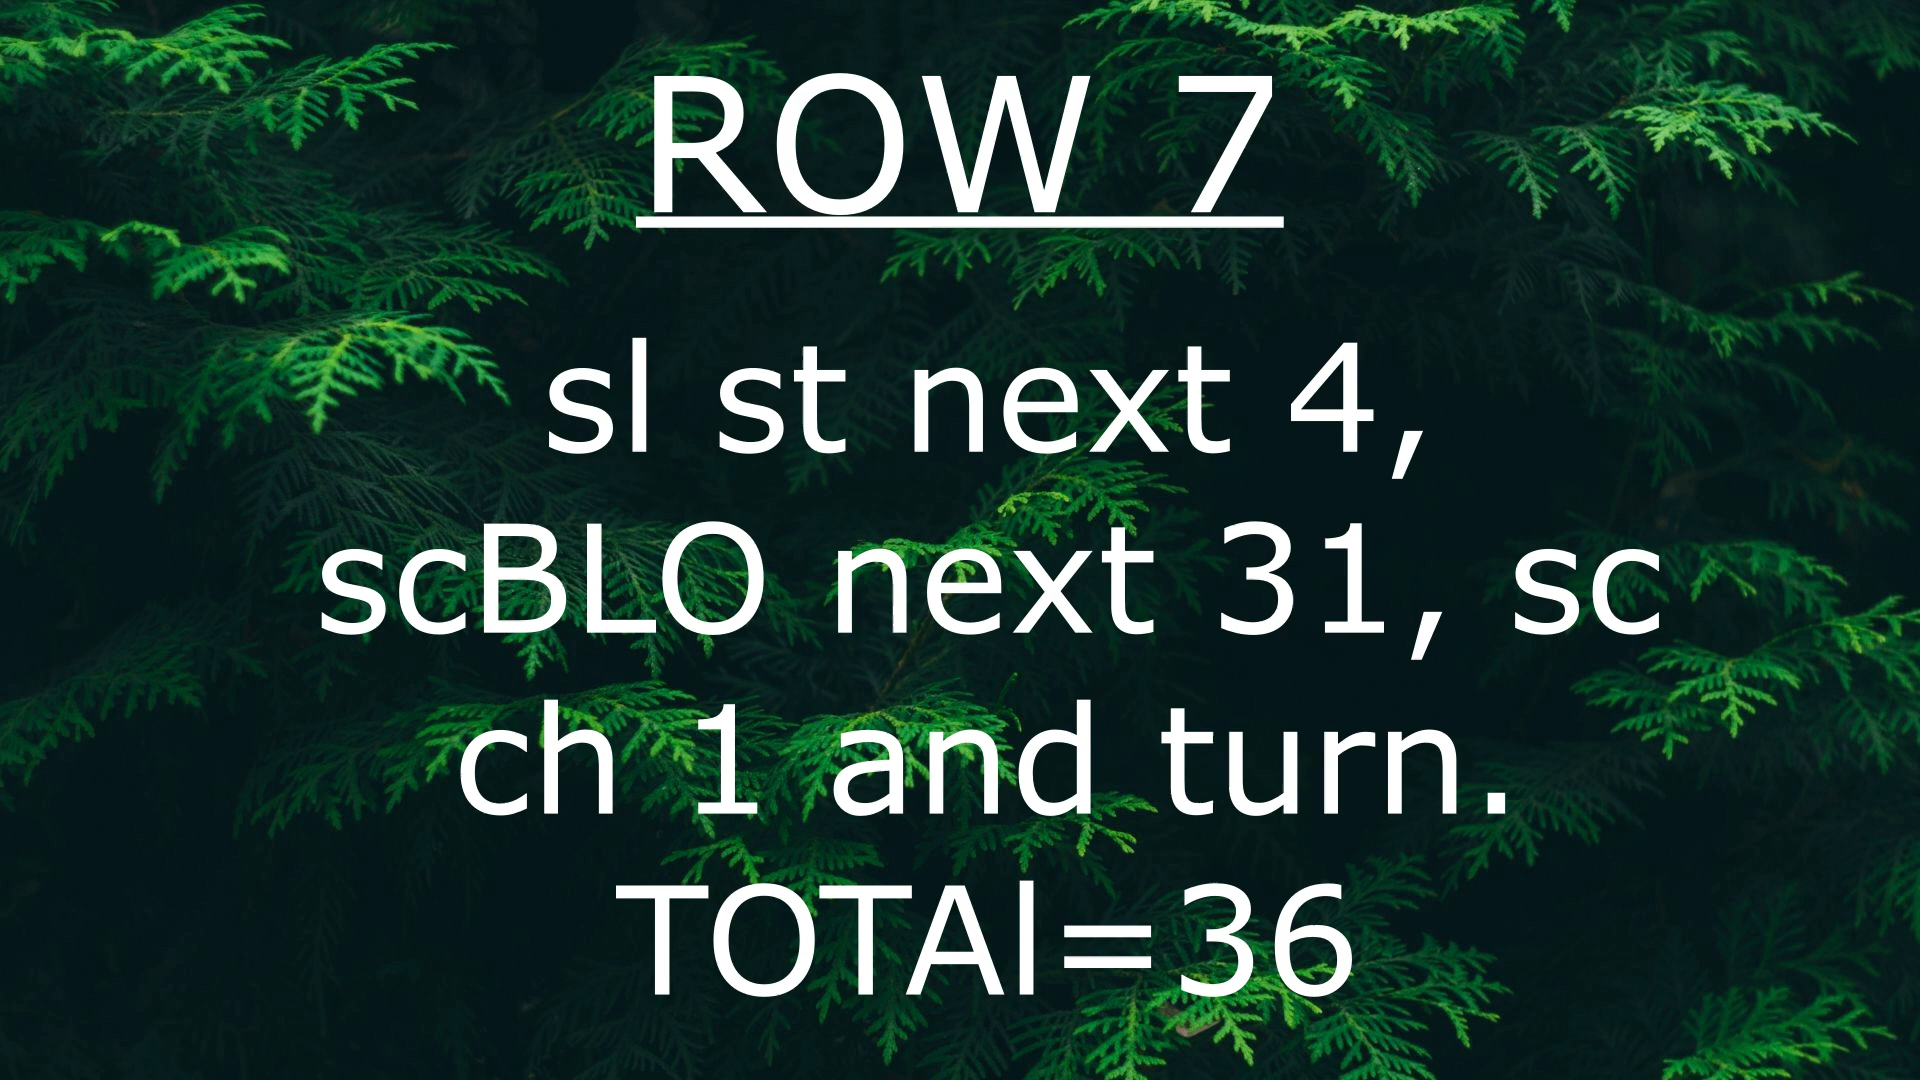 ROW 7
sl st next 4,
scBLO next 31, sc
ch 1 and turn.
TOTAl=36